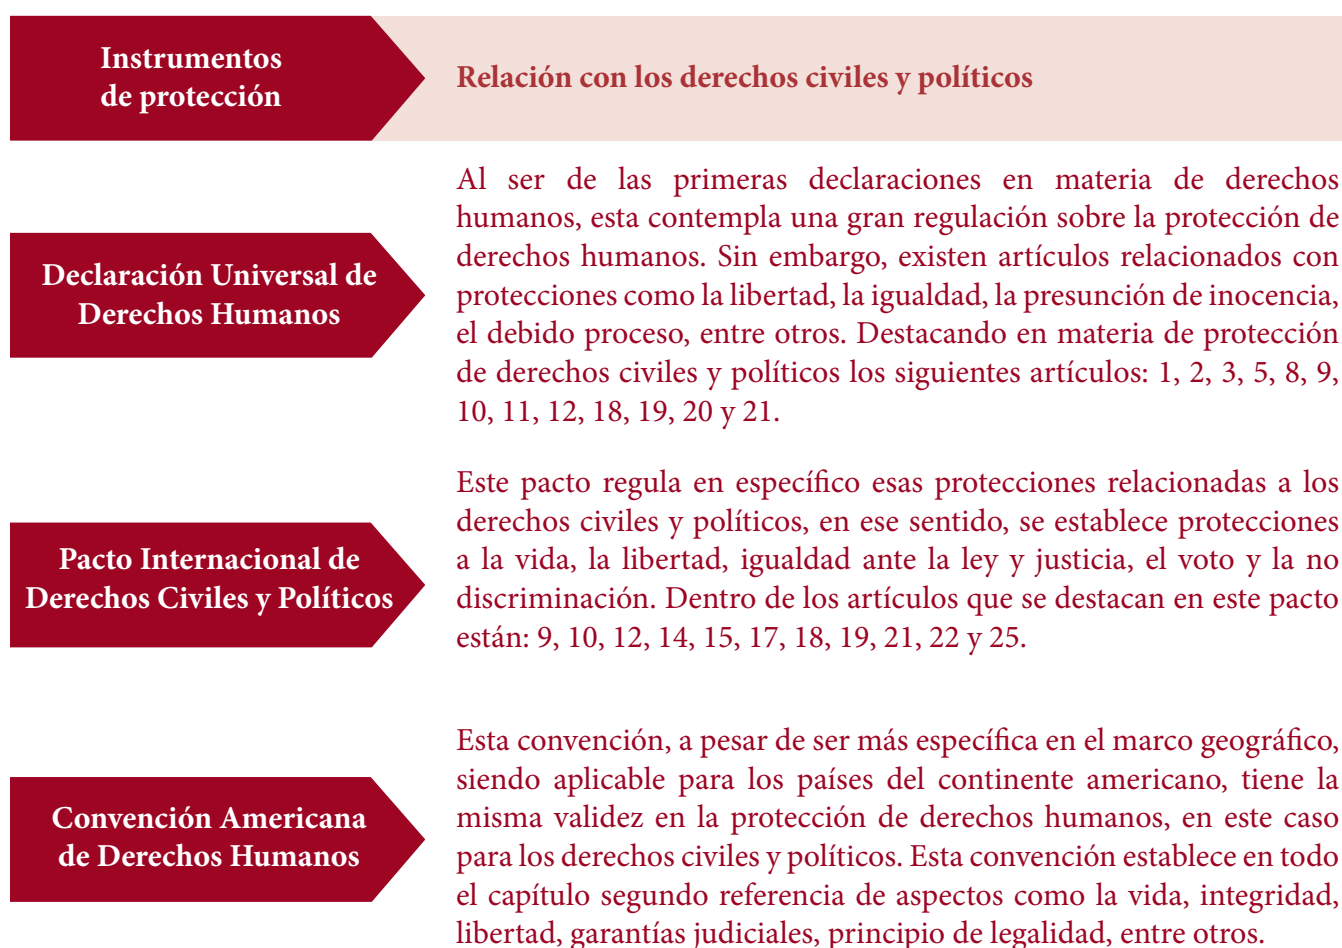 Instrumentos
de protección
Relación con los derechos civiles y políticos
Declaración Universal de
Derechos Humanos
Al ser de las primeras declaraciones en materia de derechos
humanos, esta contempla una gran regulación sobre la protección de
derechos humanos. Sin embargo, existen artículos relacionados con
protecciones como la libertad, la igualdad, la presunción de inocencia,
el debido proceso, entre otros. Destacando en materia de protección
de derechos civiles y políticos los siguientes artículos: 1, 2, 3, 5, 8, 9,
10, 11, 12, 18, 19, 20 y 21.
Pacto Internacional de
Derechos Civiles y Políticos
Este pacto regula en específico esas protecciones relacionadas a los
derechos civiles y políticos, en ese sentido, se establece protecciones
a la vida, la libertad, igualdad ante la ley y justicia, el voto y la no
discriminación. Dentro de los artículos que se destacan en este pacto
están: 9, 10, 12, 14, 15, 17, 18, 19, 21, 22 y 25.
Convención Americana
de Derechos Humanos
Esta convención, a pesar de ser más específica en el marco geográfico,
siendo aplicable para los países del continente americano, tiene la
misma validez en la protección de derechos humanos, en este caso
para los derechos civiles y políticos. Esta convención establece en todo
el capítulo segundo referencia de aspectos como la vida, integridad,
libertad, garantías judiciales, principio de legalidad, entre otros.